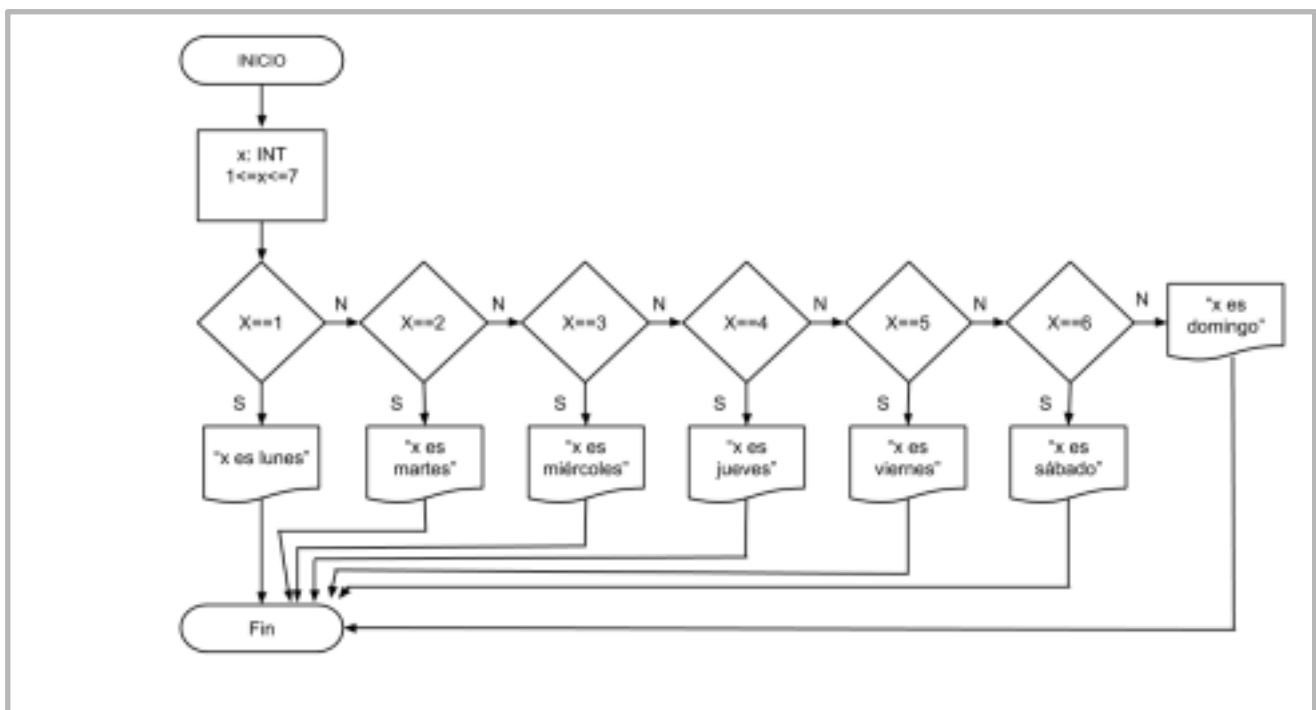 INICIO
x: INT
1<=x<=7
X==1
N
X==2
N
X==3
N
X==4
N
X==5
N
X==6
N
"x es
domingo"
S
S
S
S
S
S
"x es lunes"
"x es
martes"
"x es
miércoles"
"x es
jueves"
"x es
viernes"
"x es
sábado"
Fin